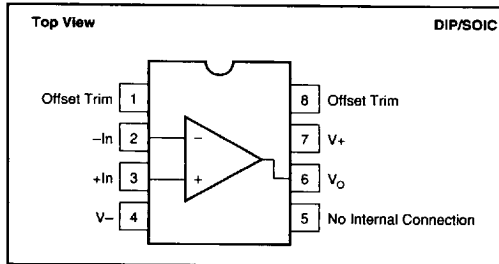 Top View DIP/SOIC
Offset Trim 1 8 Offset Trim
–In 2 – 7 V+
+In 3 + 6 VO
V– 4 5 No Internal Connection